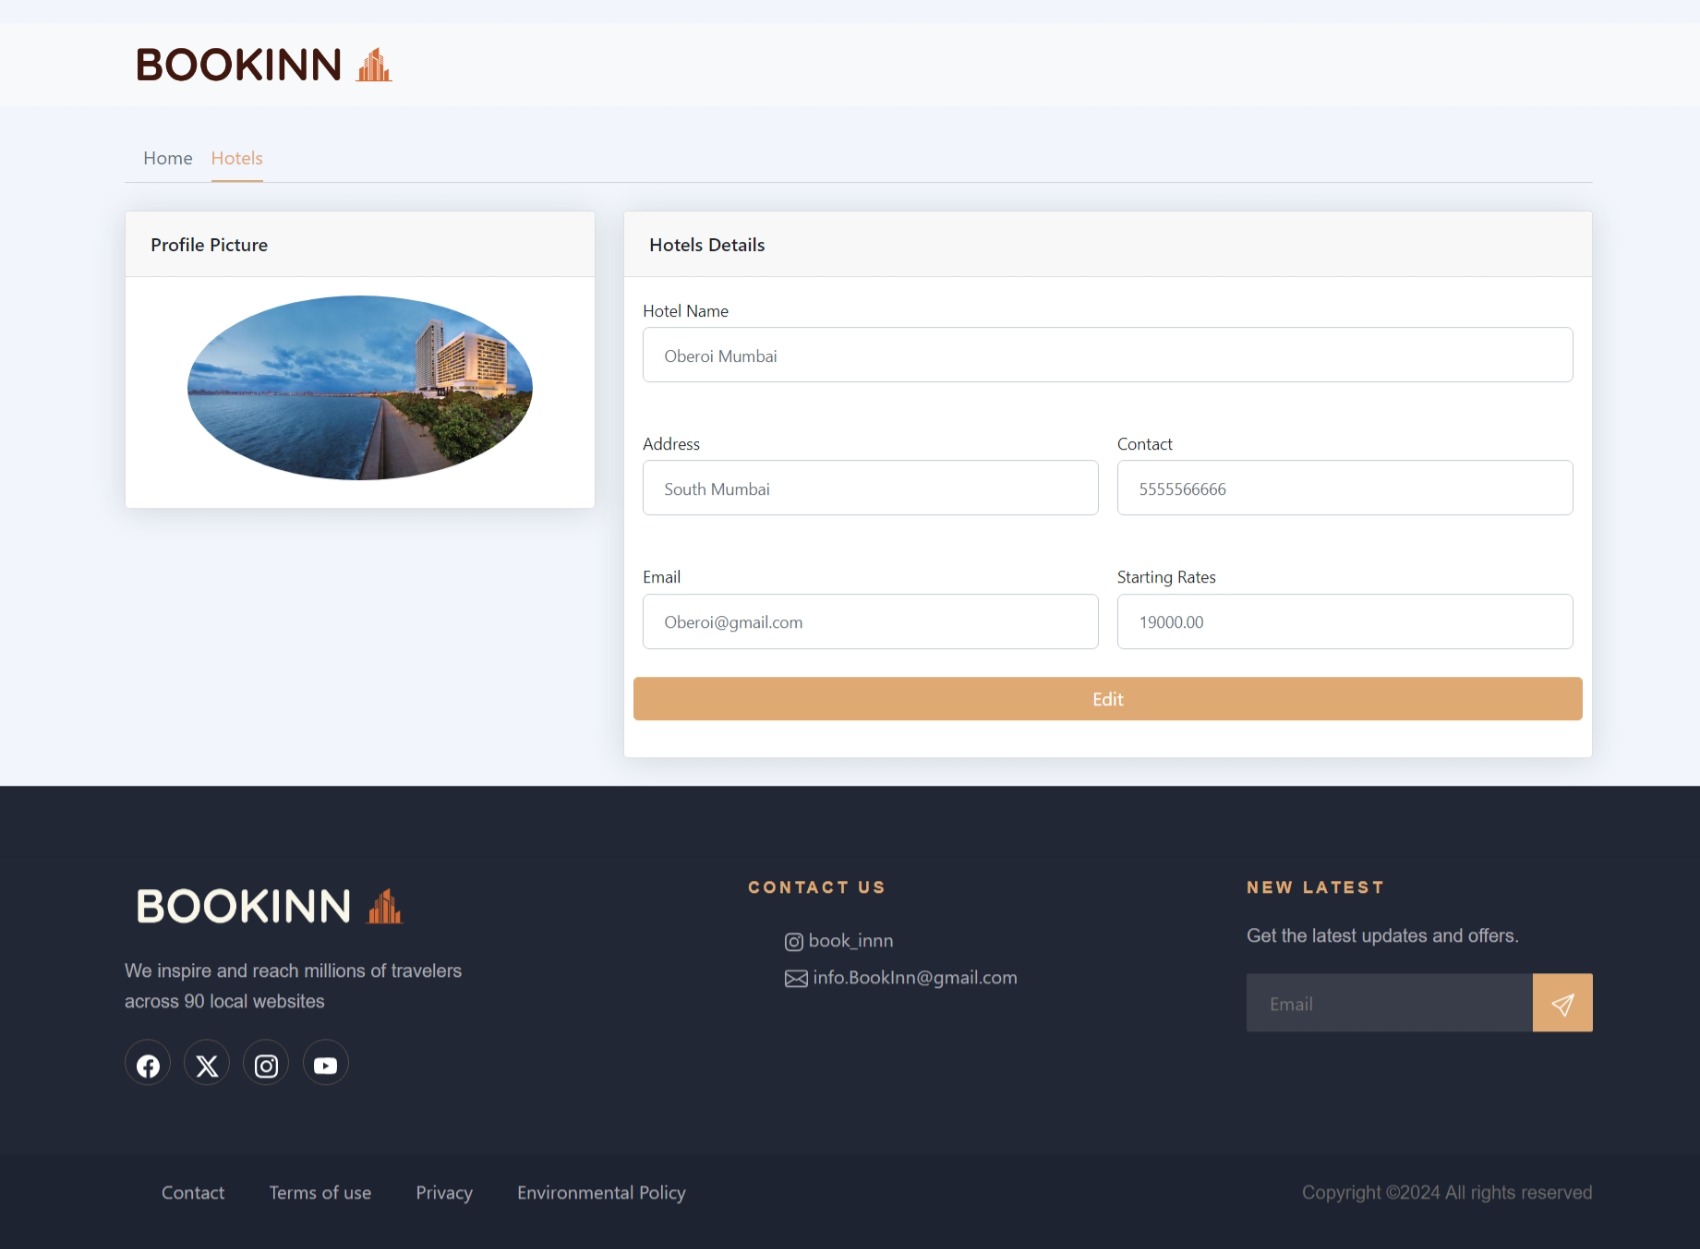 BOOKINN
Home Hotels
Profile Picture
Hotels Details
Hotel Name
Oberoi Mumbai
Address
South Mumbai
Contact
5555566666
Email
Oberoi@gmail.com
Starting Rates
19000.00
Edit
BOOKINN
We inspire and reach millions of travelers
across 90 local websites
CONTACT US
book_innn
info.BookInn@gmail.com
NEW LATEST
Get the latest updates and offers.
Email
Contact Terms of use Privacy Environmental Policy
Copyright ©2024 All rights reserved